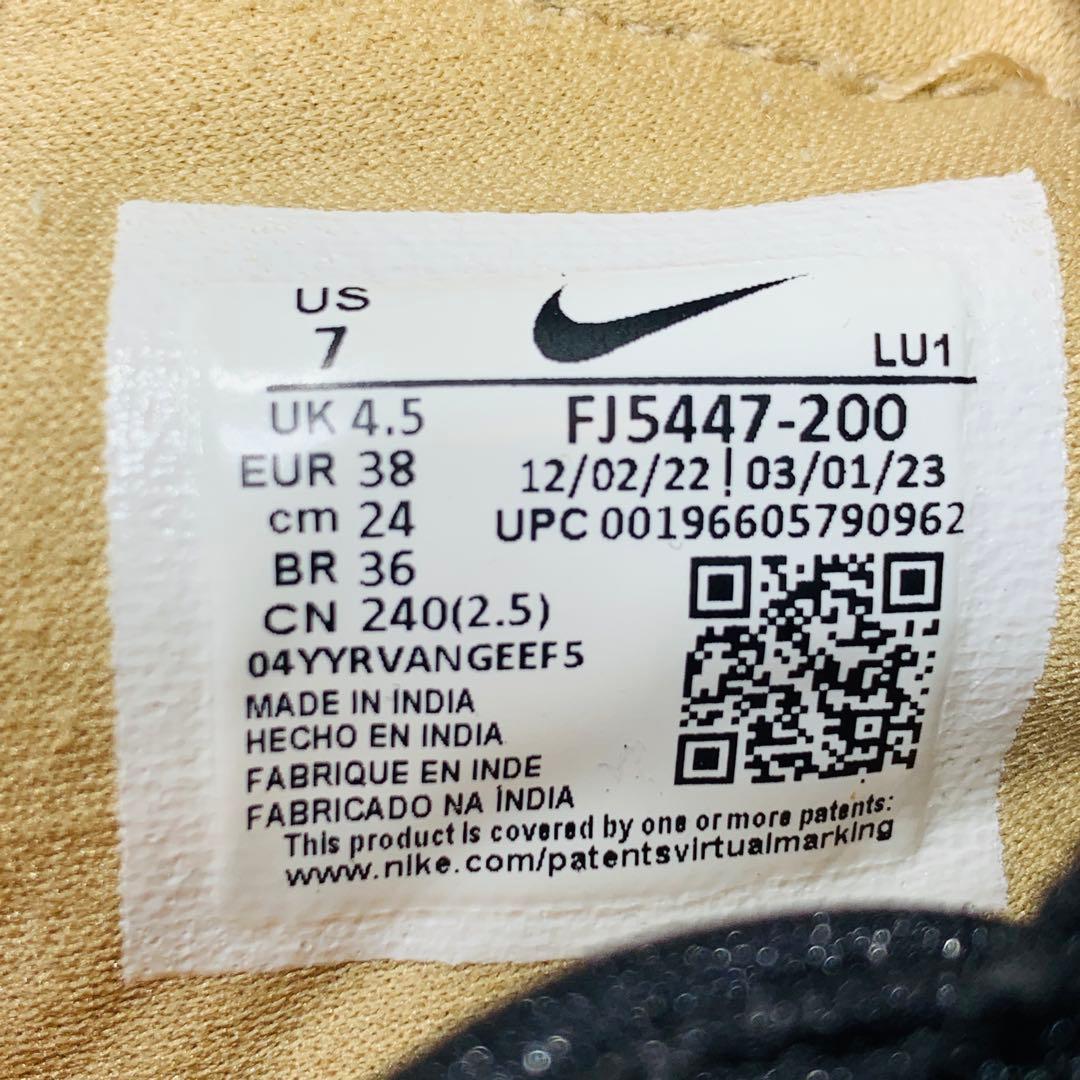 US
7
LU1
UK 4.5
FJ5447-200
EUR 38
12/02/22 | 03/01/23
cm 24
UPC 00196605790962
BR 36
CN 240(2.5)
04YYRVANGEEF5
MADE IN INDIA
HECHO EN INDIA
FABRIQUE EN INDE
FABRICADO NA ÍNDIA
This product is covered by one or more patents:
www.nike.com/patentsvirtualmarking